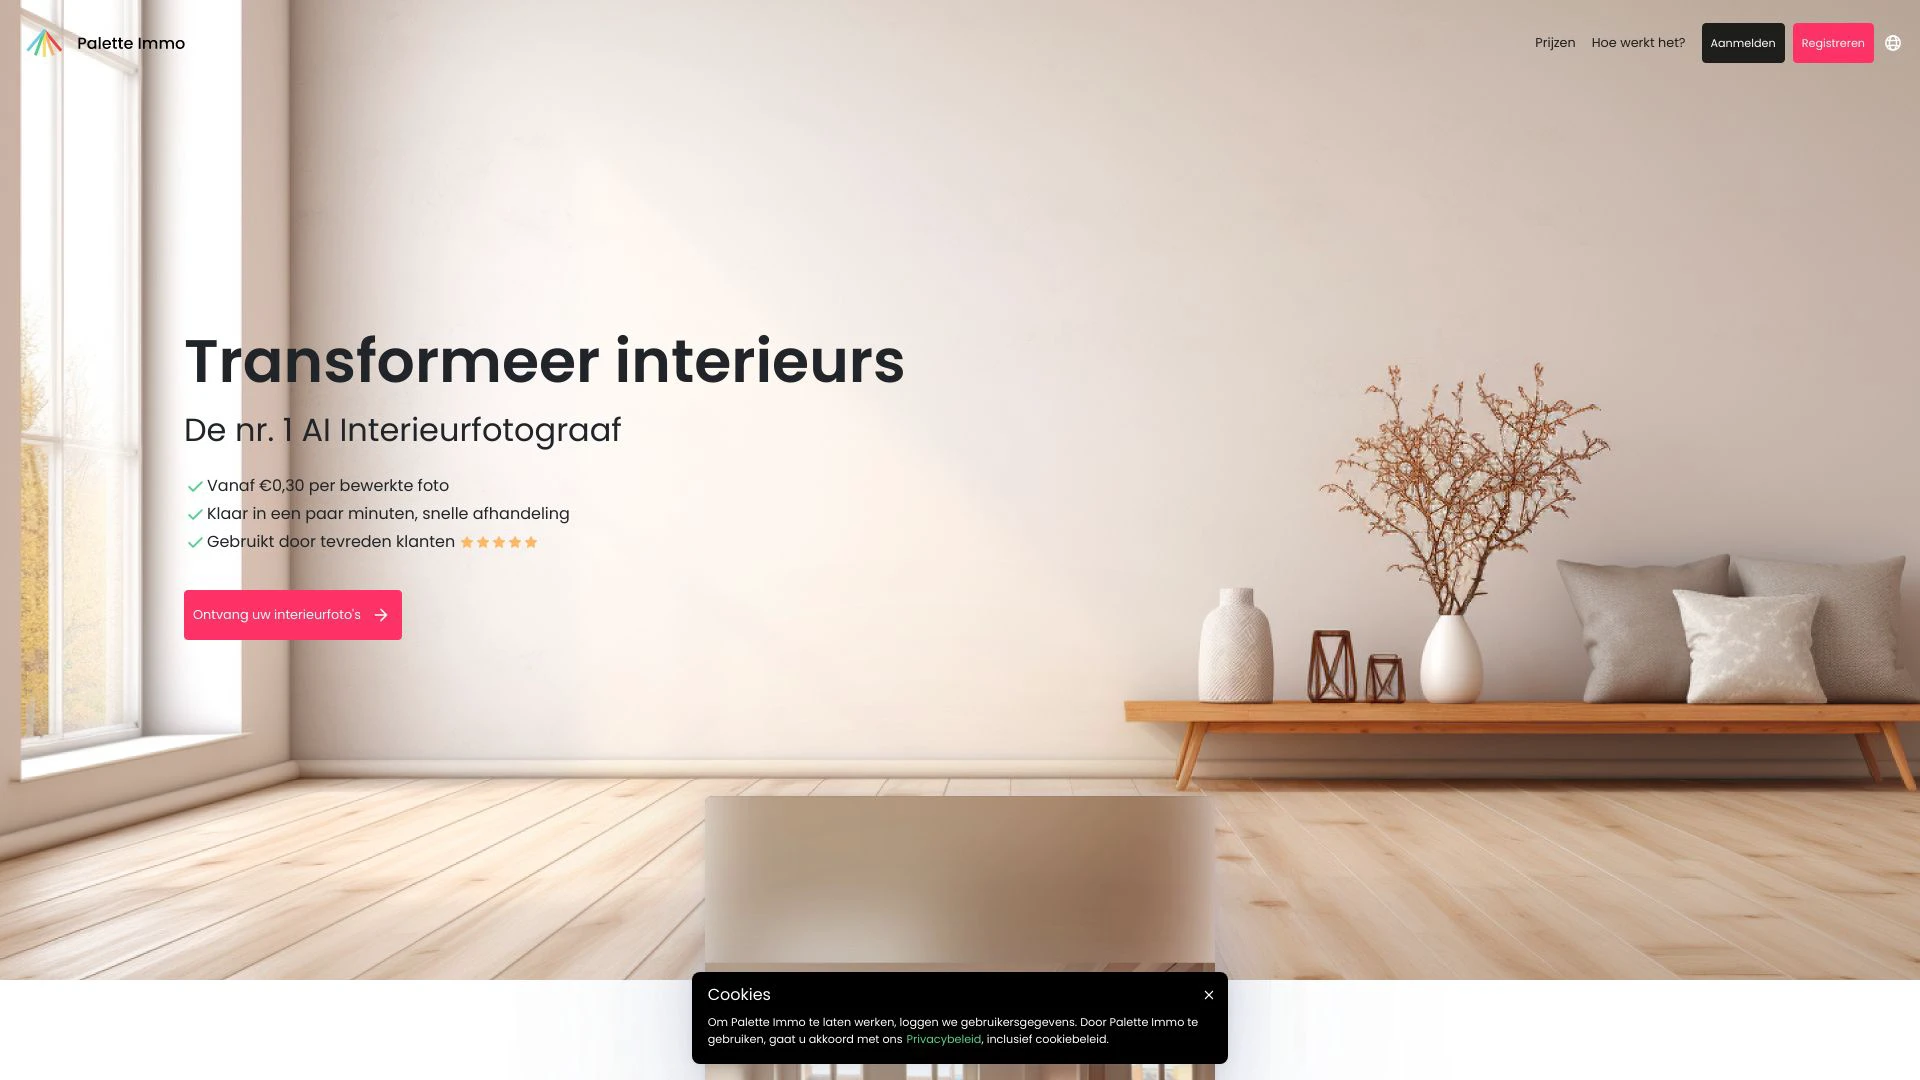 Palette Immo
Prijzen
Hoe werkt het?
Aanmelden
Registreren
Transformeer interieurs
De nr. 1 AI Interieurfotograaf
Vanaf €0,30 per bewerkte foto
Klaar in een paar minuten, snelle afhandeling
Gebruikt door tevreden klanten
Ontvang uw interieurfoto's
Cookies
Om Palette Immo te laten werken, loggen we gebruikersgegevens. Door Palette Immo te
gebruiken, gaat u akkoord met ons Privacybeleid, inclusief cookiebeleid.